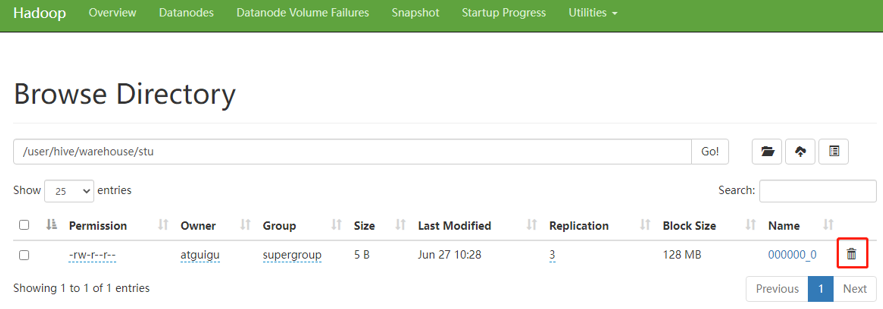 Hadoop Overview Datanodes Datanode Volume Failures Snapshot Startup Progress Utilities
Browse Directory
/user/hive/warehouse/stu Go!
Show 25 entries Search:
Permission Owner Group Size Last Modified Replication Block Size Name
-rw-r--r-- atguigu supergroup 5 B Jun 27 10:28 3 128 MB 000000_0
Showing 1 to 1 of 1 entries Previous 1 Next